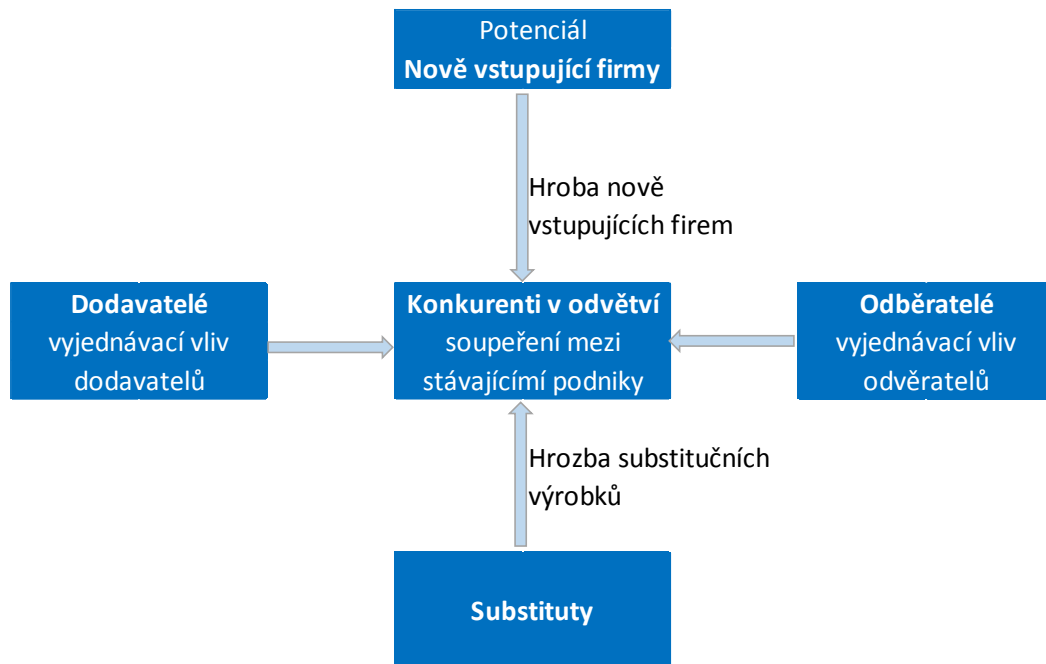 Potenciál
Nově vstupující firmy
Hroba nově
vstupujících firem
Dodavatelé
vyjednávací vliv
dodavatelů
Konkurenti v odvětví
soupeření mezi
stávajícímí podniky
Odběratelé
vyjednávací vliv
odvěratelů
Hrozba substitučních
výrobků
Substituty